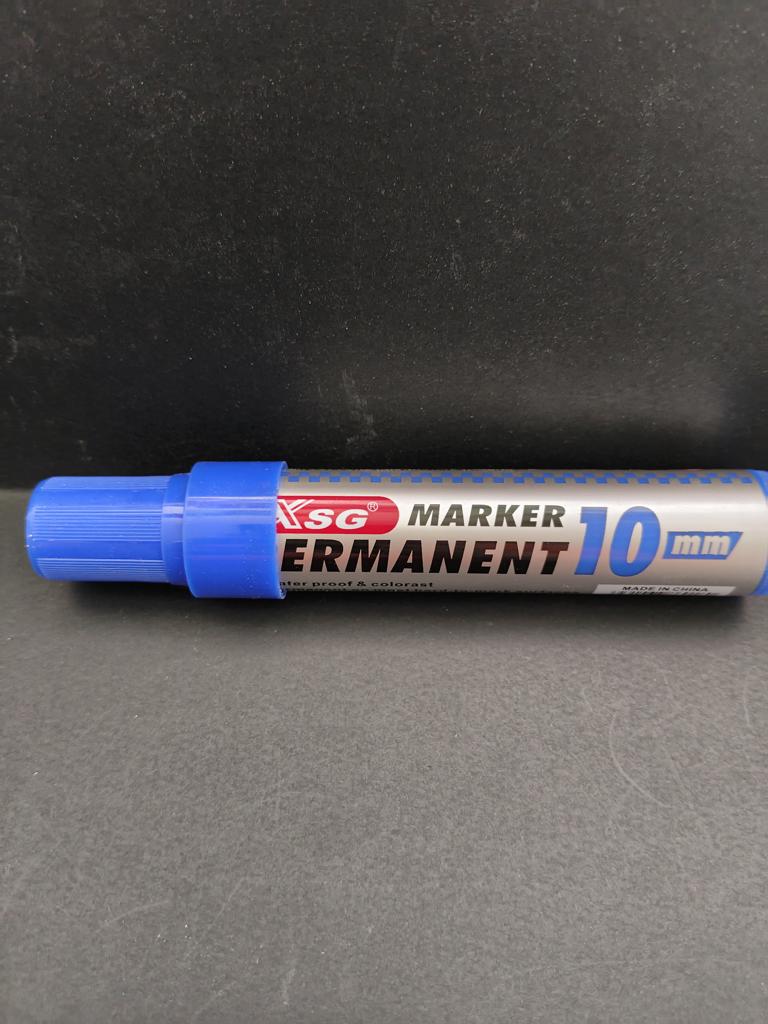 XSG® MARKER
ERMANENT 10 mm
ater proof & colorast
MADE IN CHINA